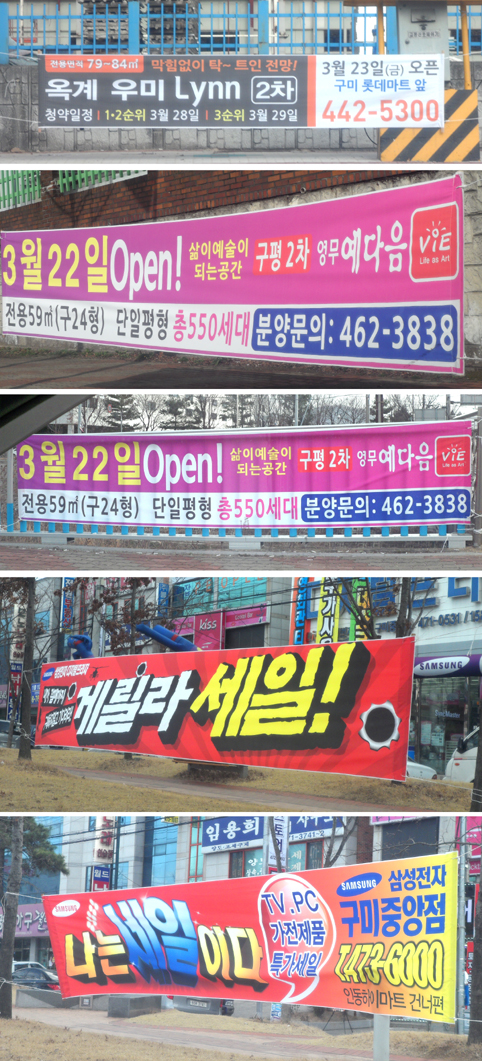 전용면적 79~84㎡ 막힘없이 탁~ 트인 전망!
옥계 우미 Lynn 2차
청약일정 | 1·2순위 3월 28일 | 3순위 3월 29일
3월 23일(금) 오픈
구미 롯데마트 앞
442-5300
3월 22일 Open!
삶이예술이
되는공간
구평 2차 영무 예다음
ViE
Life as Art
전용59㎡(구24형) 단일평형 총550세대
분양문의: 462-3838
3월 22일 Open!
삶이예술이
되는공간
구평 2차 영무 예다음
ViE
Life as Art
전용59㎡(구24형) 단일평형 총550세대
분양문의: 462-3838
kiss
471-0531
SAMSUNG
SAMSUNG
게릴라 세일!
임용희
SAMSUNG
나는 세일이다
TV.PC
가전제품
특가세일
SAMSUNG 삼성전자
구미중앙점
T.473-6000
인동하이마트 건너편